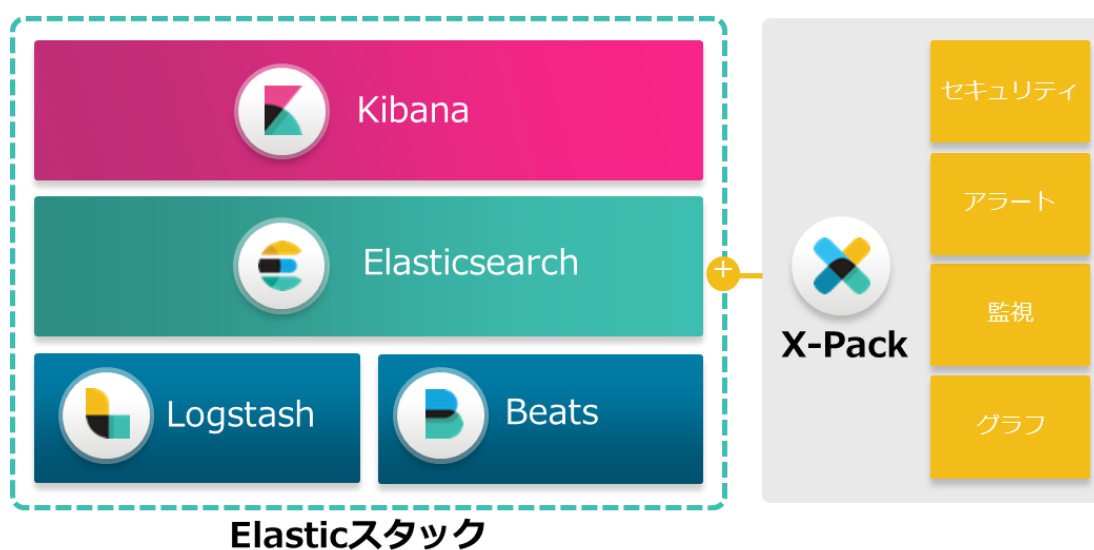 Kibana
Elasticsearch
Logstash
Beats
Elasticスタック
+
X-Pack
セキュリティ
アラート
監視
グラフ